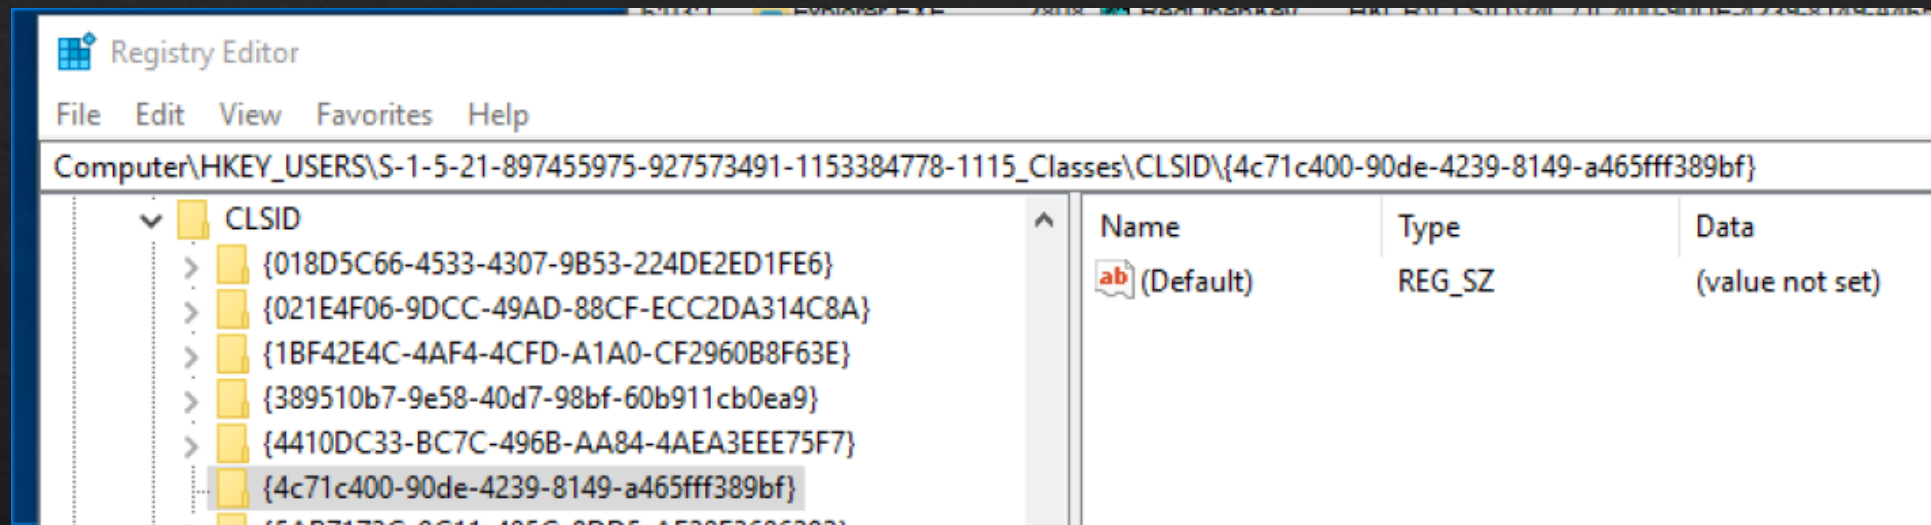 Registry Editor
File Edit View Favorites Help
Computer\HKEY_USERS\S-1-5-21-897455975-927573491-1153384778-1115_Classes\CLSID\{4c71c400-90de-4239-8149-a465fff389bf}
CLSID
{018D5C66-4533-4307-9B53-224DE2ED1FE6}
{021E4F06-9DCC-49AD-88CF-ECC2DA314C8A}
{1BF42E4C-4AF4-4CFD-A1A0-CF2960B8F63E}
{389510b7-9e58-40d7-98bf-60b911cb0ea9}
{4410DC33-BC7C-496B-AA84-4AEA3EEE75F7}
{4c71c400-90de-4239-8149-a465fff389bf}
Name Type Data
ab (Default) REG_SZ (value not set)